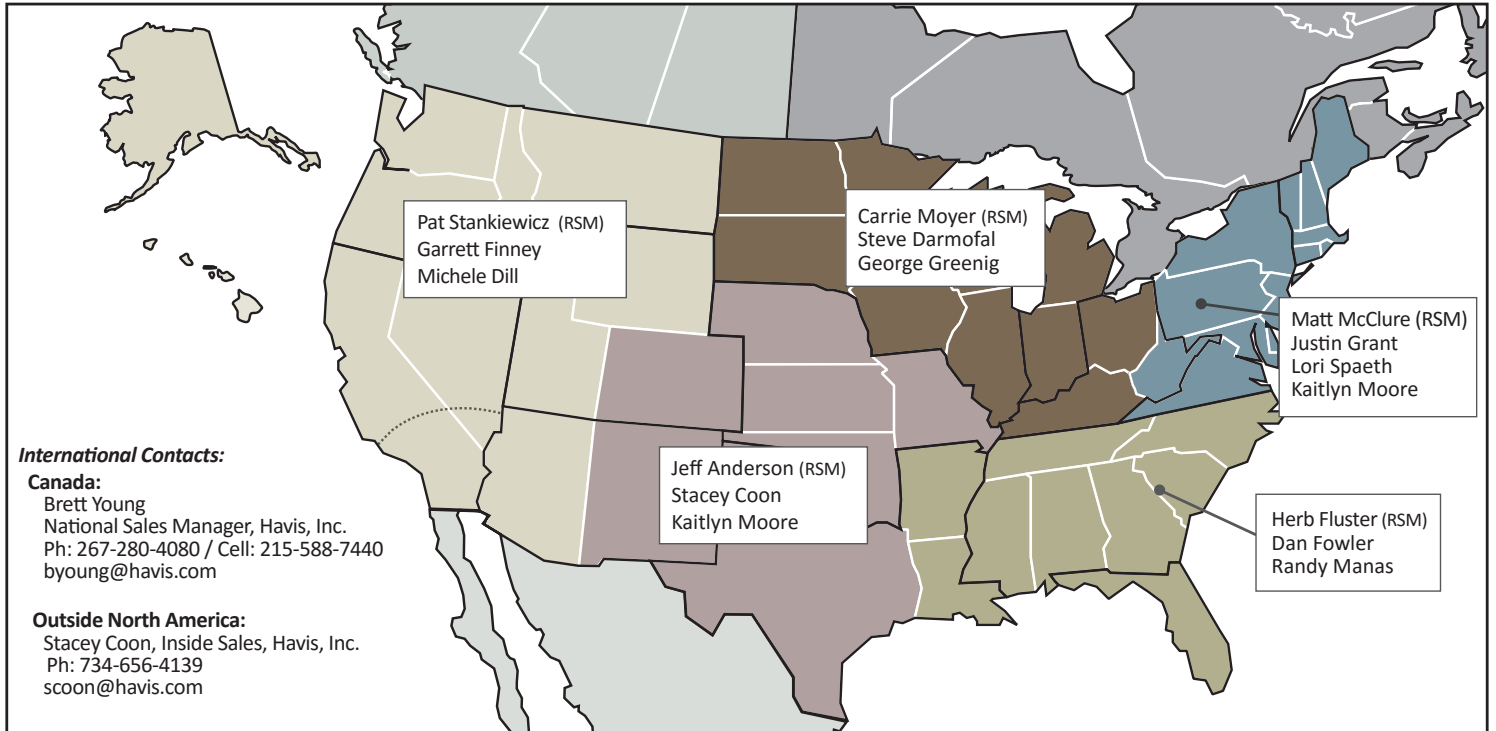 Pat Stankiewicz (RSM)
Garrett Finney
Michele Dill
Carrie Moyer (RSM)
Steve Darmofal
George Greenig
Matt McClure (RSM)
Justin Grant
Lori Spaeth
Kaitlyn Moore
Jeff Anderson (RSM)
Stacey Coon
Kaitlyn Moore
Herb Fluster (RSM)
Dan Fowler
Randy Manas
International Contacts:
Canada:
Brett Young
National Sales Manager, Havis, Inc.
Ph: 267-280-4080 / Cell: 215-588-7440
byoung@havis.com
Outside North America:
Stacey Coon, Inside Sales, Havis, Inc.
Ph: 734-656-4139
scoon@havis.com